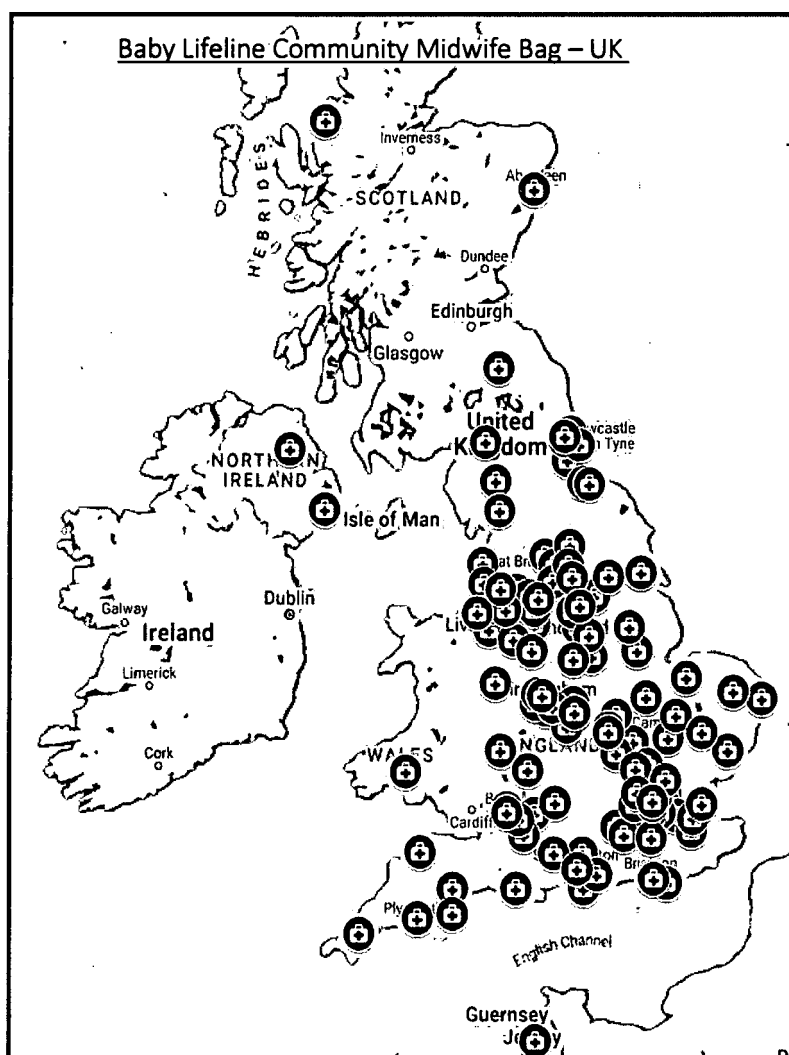 Baby Lifeline Community Midwife Bag – UK
Inverness
HEBRIDES
SCOTLAND
Dundee
Edinburgh
Glasgow
United
Tyne
NORTHERN
IRELAND
Isle of Man
Dublin
Galway
Ireland
Limerick
Cork
WALES
Cardiff
English Channel
Guernsey